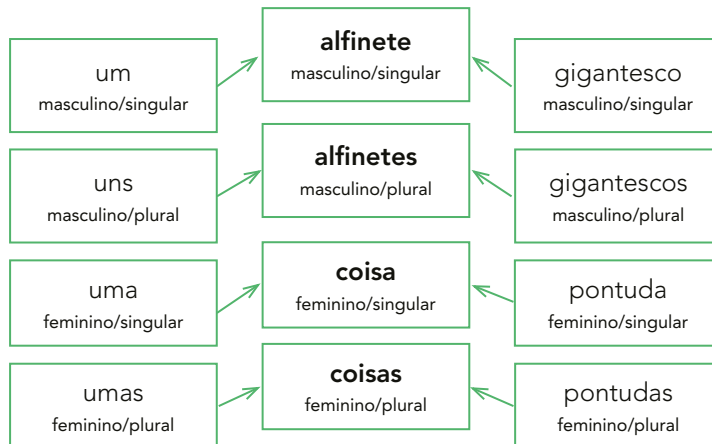 um
masculino/singular
alfinete
masculino/singular
gigantesco
masculino/singular
uns
masculino/plural
alfinetes
masculino/plural
gigantescos
masculino/plural
uma
feminino/singular
coisa
feminino/singular
pontuda
feminino/singular
umas
feminino/plural
coisas
feminino/plural
pontudas
feminino/plural